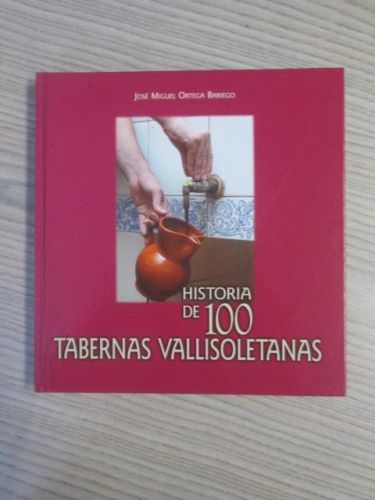 José Miguel Ortega Bariego
HISTORIA
DE 100
TABERNAS VALLISOLETANAS